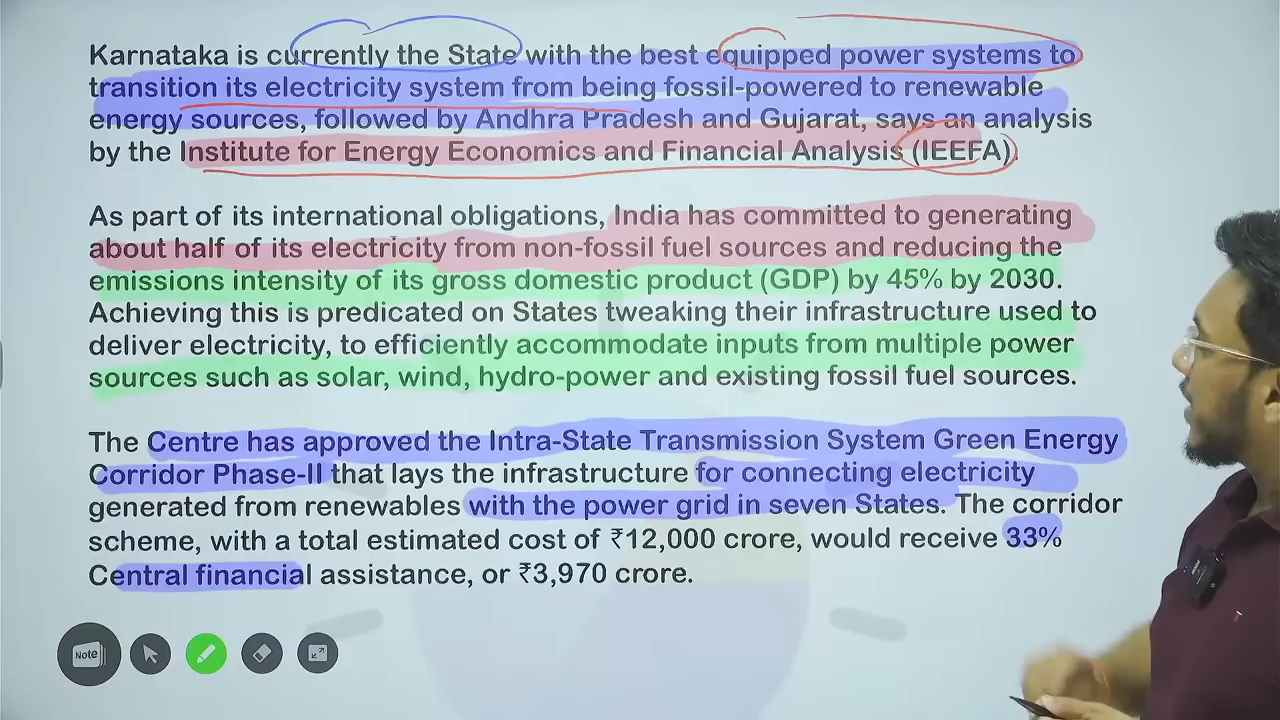 Karnataka is currently the State with the best equipped power systems to
transition its electricity system from being fossil-powered to renewable
energy sources, followed by Andhra Pradesh and Gujarat, says an analysis
by the Institute for Energy Economics and Financial Analysis (IEEFA).
As part of its international obligations, India has committed to generating
about half of its electricity from non-fossil fuel sources and reducing the
emissions intensity of its gross domestic product (GDP) by 45% by 2030.
Achieving this is predicated on States tweaking their infrastructure used to
deliver electricity, to efficiently accommodate inputs from multiple power
sources such as solar, wind, hydro-power and existing fossil fuel sources.
The Centre has approved the Intra-State Transmission System Green Energy
Corridor Phase-II that lays the infrastructure for connecting electricity
generated from renewables with the power grid in seven States. The corridor
scheme, with a total estimated cost of ₹12,000 crore, would receive 33%
Central financial assistance, or ₹3,970 crore.
Note